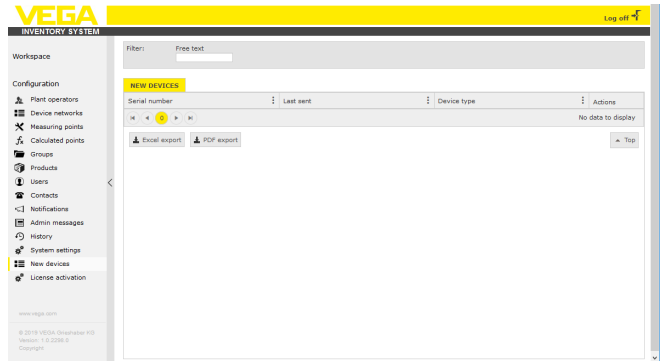 VEGA
Log off
INVENTORY SYSTEM
Workspace
Filter:
Free text
Configuration
NEW DEVICES
Plant operators
Serial number
Last sent
Device type
Actions
Device networks
0
No data to display
Measuring points
Calculated points
Excel export
PDF export
Top
Groups
Products
Users
Contacts
Notifications
Admin messages
History
System settings
New devices
License activation
www.vega.com
© 2019 VEGA Grieshaber KG
Version: 1.0.2298.0
Copyright